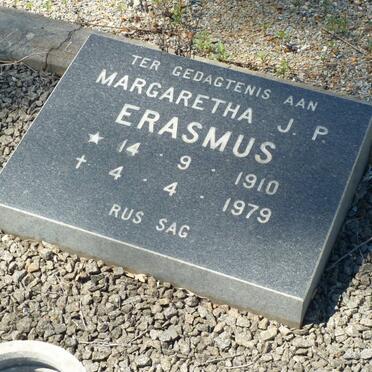 TER GEDAGTENIS AAN
MARGARETHA J. P.
ERASMUS
★ 14 · 9 · 1910
✝ 4 · 4 · 1979
RUS SAG